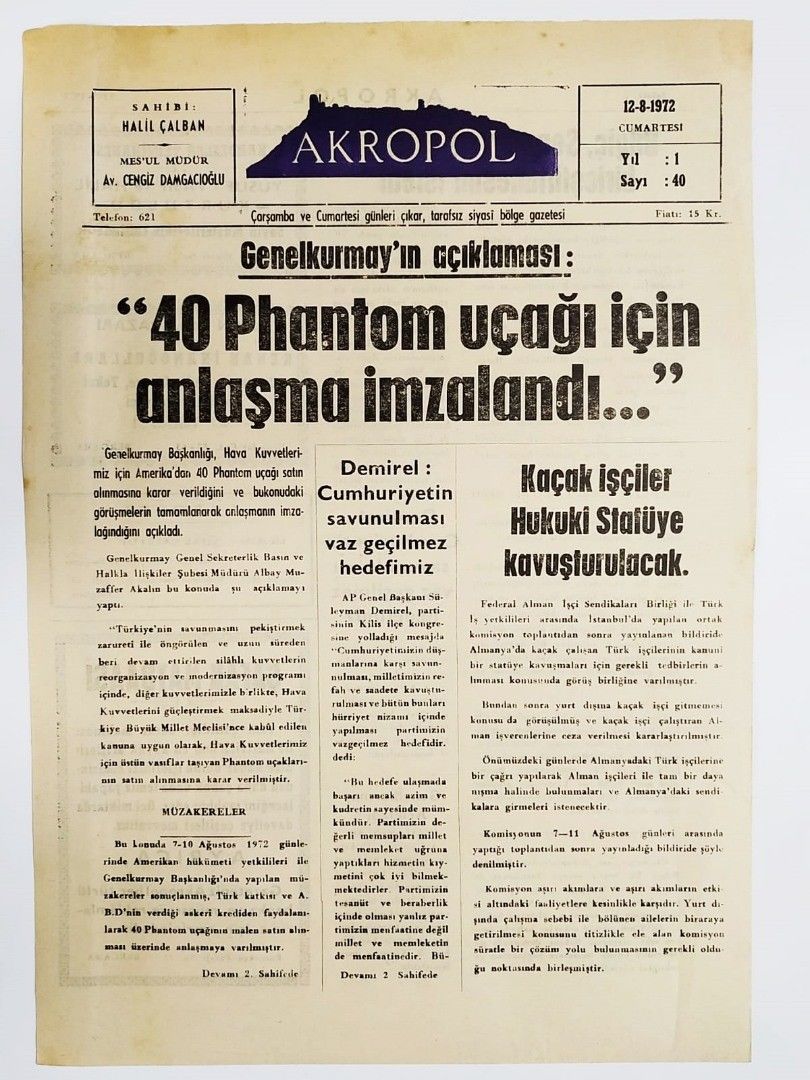 SAHİBİ:
HALİL ÇALBAN
MES'UL MÜDÜR
Av. CENGİZ DAMGACIOĞLU
AKROPOL
12-8-1972
CUMARTESİ
Yıl : 1
Sayı : 40
Telefon: 621
Çarşamba ve Cumartesi günleri çıkar, tarafsız siyasî bölge gazetesi
Fiatı: 15 Kr.
Genelkurmay'ın açıklaması:
“40 Phantom uçağı için
anlaşma imzalandı...”
Genelkurmay Başkanlığı, Hava Kuvvetleri-
miz için Amerika'dan 40 Phantom uçağı satın
alınmasına karar verildiğini ve bukonudaki
görüşmelerin tamamlanarak anlaşmanın imza-
lağındığını açıkladı.
Genelkurmay Genel Sekreterlik Basın ve
Halkla İlişkiler Şubesi Müdürü Albay Mu-
zaffer Akalın bu konuda şu açıklamayı
yaptı.
“Türkiye'nin savunmasını pekiştirmek
zarureti ile öngörülen ve uzun süreden
beri devam ettirilen silâhlı kuvvetlerin
reorganizasyon ve modernizasyon programı
içinde, diğer kuvvetlerimizle birlikte, Hava
Kuvvetlerini güçleştirmek maksadiyle Tür-
kiye Büyük Millet Meclisi'nce kabûl edilen
kanuna uygun olarak, Hava Kuvvetlerimiz
için üstün vasıflar taşıyan Phantom uçakları-
nın satın alınmasına karar verilmiştir.
MÜZAKERELER
Bu konuda 7-10 Ağustos 1972 günle-
rinde Amerikan hükümeti yetkilileri ile
Genelkurmay Başkanlığı'nda yapılan mü-
zakereler sonuçlanmış, Türk katkısı ve A.
B.D'nin verdiği askeri krediden faydalanı-
larak 40 Phantom uçağının malen satın alın-
ması üzerinde anlaşmaya varılmıştır.
Devamı 2. Sahifede
Demirel :
Cumhuriyetin
savunulması
vaz geçilmez
hedefimiz
AP Genel Başkanı Sü-
leyman Demirel, parti-
sinin Kilis ilçe kongre-
sine yolladığı mesajda
“Cumhuriyetimizin düş-
manlarına karşı savun-
nulması, milletimizin re-
fah ve saadete kavuştu-
rulması ve bütün bunları
hürriyet nizamı içinde
yapılması partimizin
vazgeçilmez hedefidir.
dedi:
“Bu hedefe ulaşmada
başarı ancak azim ve
kudretin sayesinde müm-
kündür. Partimizin de-
ğerli memsupları millet
ve memleket uğruna
yaptıkları hizmetin kıy-
metini çok iyi bilmek-
mektedirler. Partimizin
tesanüt ve beraberlik
içinde olması yanlız par-
timizin menfaatine değil
millet ve memleketin
de menfaatinedir. Bü-
Devamı 2 Sahifede
Kaçak işçiler
Hukukî Statüye
kavuşturulacak.
Federal Alman İşçi Sendikaları Birliği ile Türk
İş yetkilileri arasında İstanbul'da yapılan ortak
komisyon toplantıdan sonra yayınlanan bildiride
Almanya'da kaçak çalışan Türk işçilerinin kanuni
bir statüye kavuşmaları için gerekli tedbirlerin a-
lınması konusunda görüş birliğine varılmıştır.
Bundan sonra yurt dışına kaçak işçi gitmemesi
konusu da görüşülmüş ve kaçak işçi çalıştıran Al-
man işverenlerine ceza verilmesi kararlaştırılmıştır.
Önümüzdeki günlerde Almanyadaki Türk işçilerine
bir çağrı yapılarak Alman işçileri ile tam bir daya
nışma halinde bulunmaları ve Almanya'daki sendi-
kalara girmeleri istenecektir.
Komisyonun 7—11 Ağustos günleri arasında
yaptığı toplantıdan sonra yayınladığı bildiride şöyle
denilmiştir.
Komisyon aşırı akımlara ve aşırı akımların etki-
si altındaki faaliyetlere kesinlikle karşıdır. Yurt dı-
şında çalışma sebebi ile bölünen ailelerin biraraya
getirilmesi konusunu titizlikle ele alan komisyon
süratle bir çözüm yolu bulunmasının gerekli oldu-
ğu noktasında birleşmiştir.